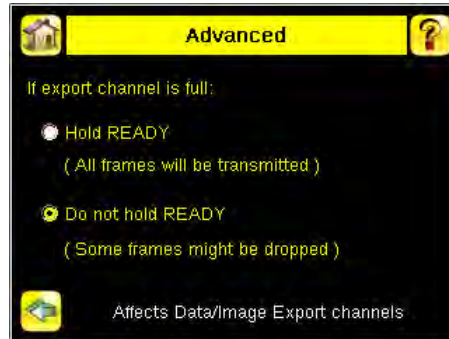 Advanced
?
If export channel is full:
Hold READY
( All frames will be transmitted )
Do not hold READY
( Some frames might be dropped )
Affects Data/Image Export channels